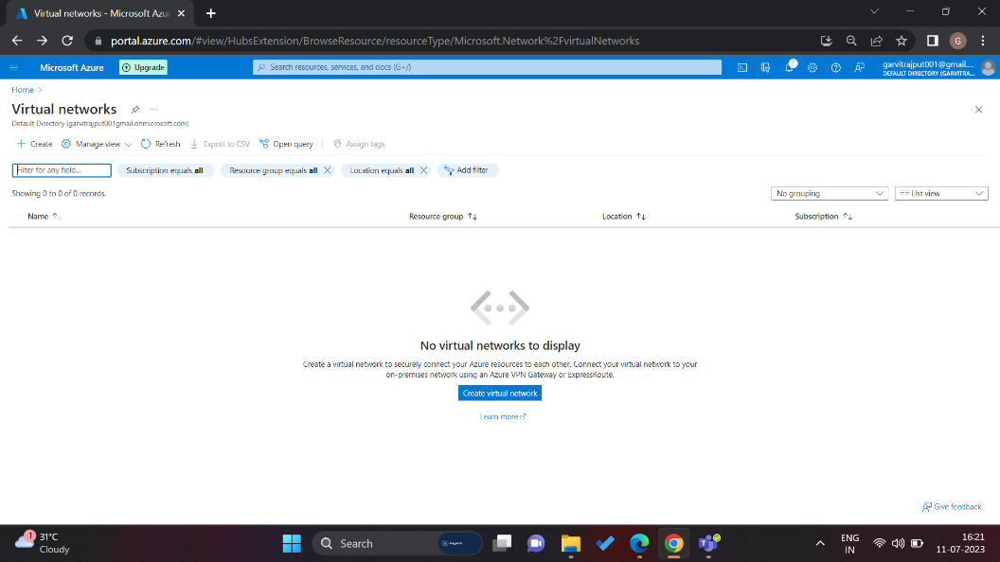 Virtual networks - Microsoft Azur
portal.azure.com/#view/HubsExtension/BrowseResource/resourceType/Microsoft.Network%2FvirtualNetworks
G
Microsoft Azure
Upgrade
Search resources, services, and docs (G+/)
1
garvitrajput001@gmail....
DEFAULT DIRECTORY (GARVITRA...
Home
Virtual networks
Default Directory (garvitrajput001gmail.onmicrosoft.com)
Create
Manage view
Refresh
Export to CSV
Open query
Assign tags
Filter for any field...
Subscription equals all
Resource group equals all
Location equals all
Add filter
Showing 0 to 0 of 0 records.
No grouping
List view
Name
Resource group
Location
Subscription
No virtual networks to display
Create a virtual network to securely connect your Azure resources to each other. Connect your virtual network to your
on-premises network using an Azure VPN Gateway or ExpressRoute.
Create virtual network
Learn more
Give feedback
1
31°C
Cloudy
Search
ENG
IN
16:21
11-07-2023